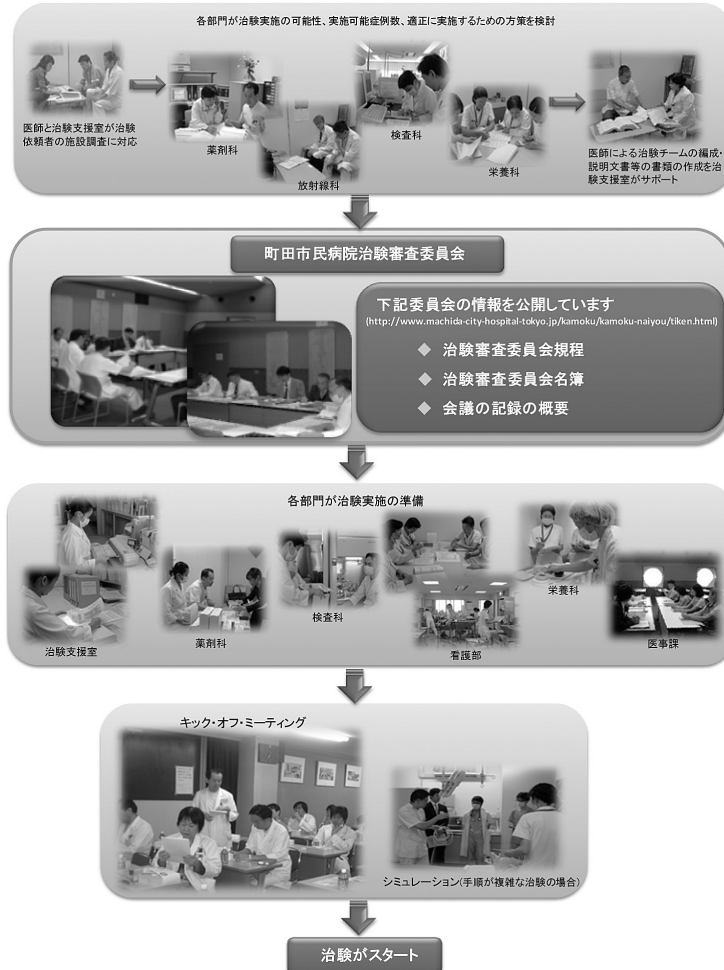 各部門が治験実施の可能性、実施可能症例数、適正に実施するための方策を検討
医師と治験支援室が治験
依頼者の施設調査に対応
薬剤科
放射線科
検査科
栄養科
医師による治験チームの編成・
説明文書等の書類の作成を治
験支援室がサポート
町田市民病院治験審査委員会
下記委員会の情報を公開しています
(http://www.machida-city-hospital-tokyo.jp/kamoku/kamoku-naiyou/tiken.html)
◆ 治験審査委員会規程
◆ 治験審査委員会名簿
◆ 会議の記録の概要
各部門が治験実施の準備
治験支援室
薬剤科
検査科
看護部
栄養科
医事課
キック・オフ・ミーティング
シミュレーション(手順が複雑な治験の場合)
治験がスタート